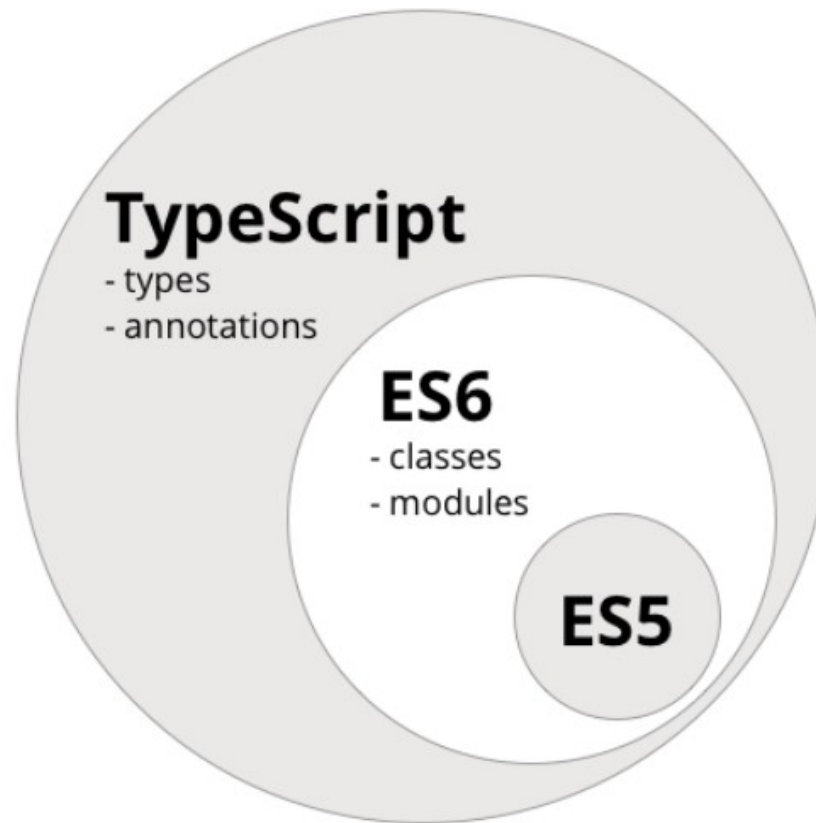 TypeScript
- types
- annotations
ES6
- classes
- modules
ES5